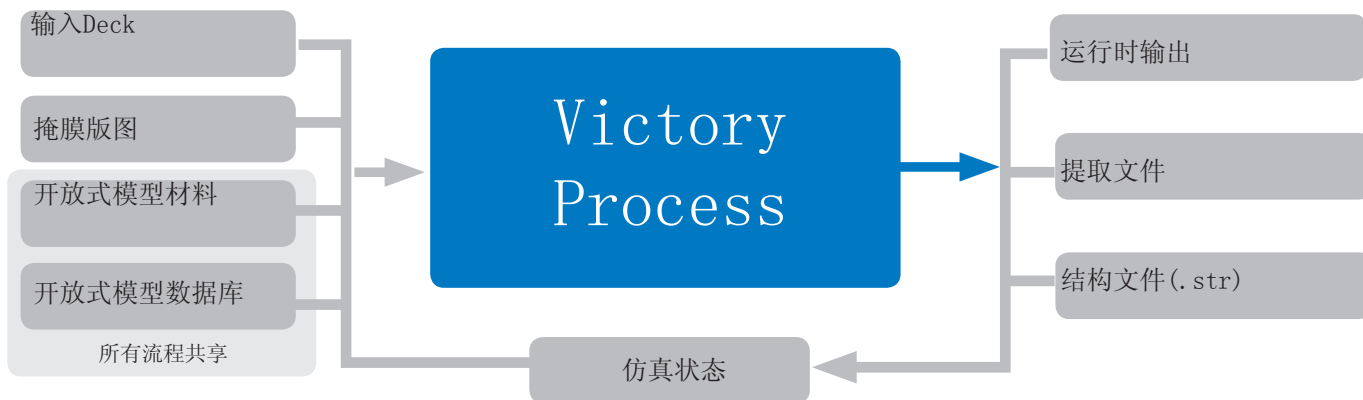 输入Deck
掩膜版图
开放式模型材料
开放式模型数据库
所有流程共享
Victory
Process
运行时输出
提取文件
结构文件(.str)
仿真状态